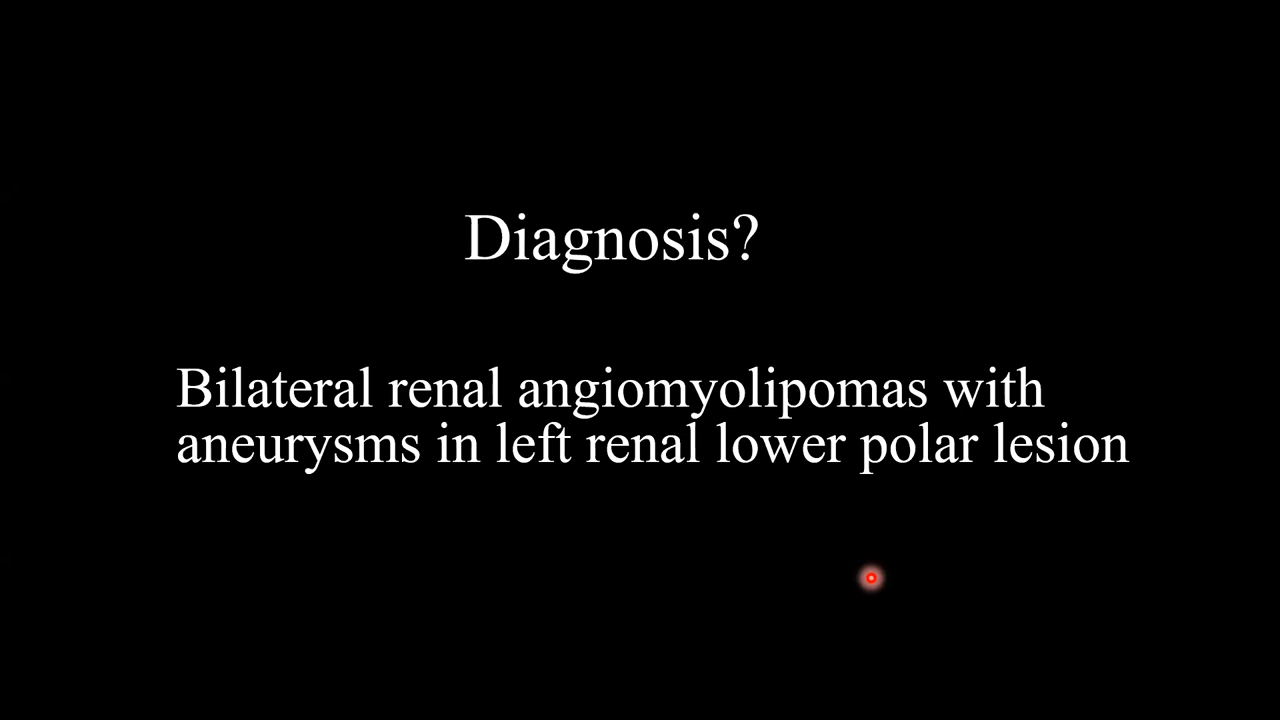 Diagnosis?
Bilateral renal angiomyolipomas with
aneurysms in left renal lower polar lesion